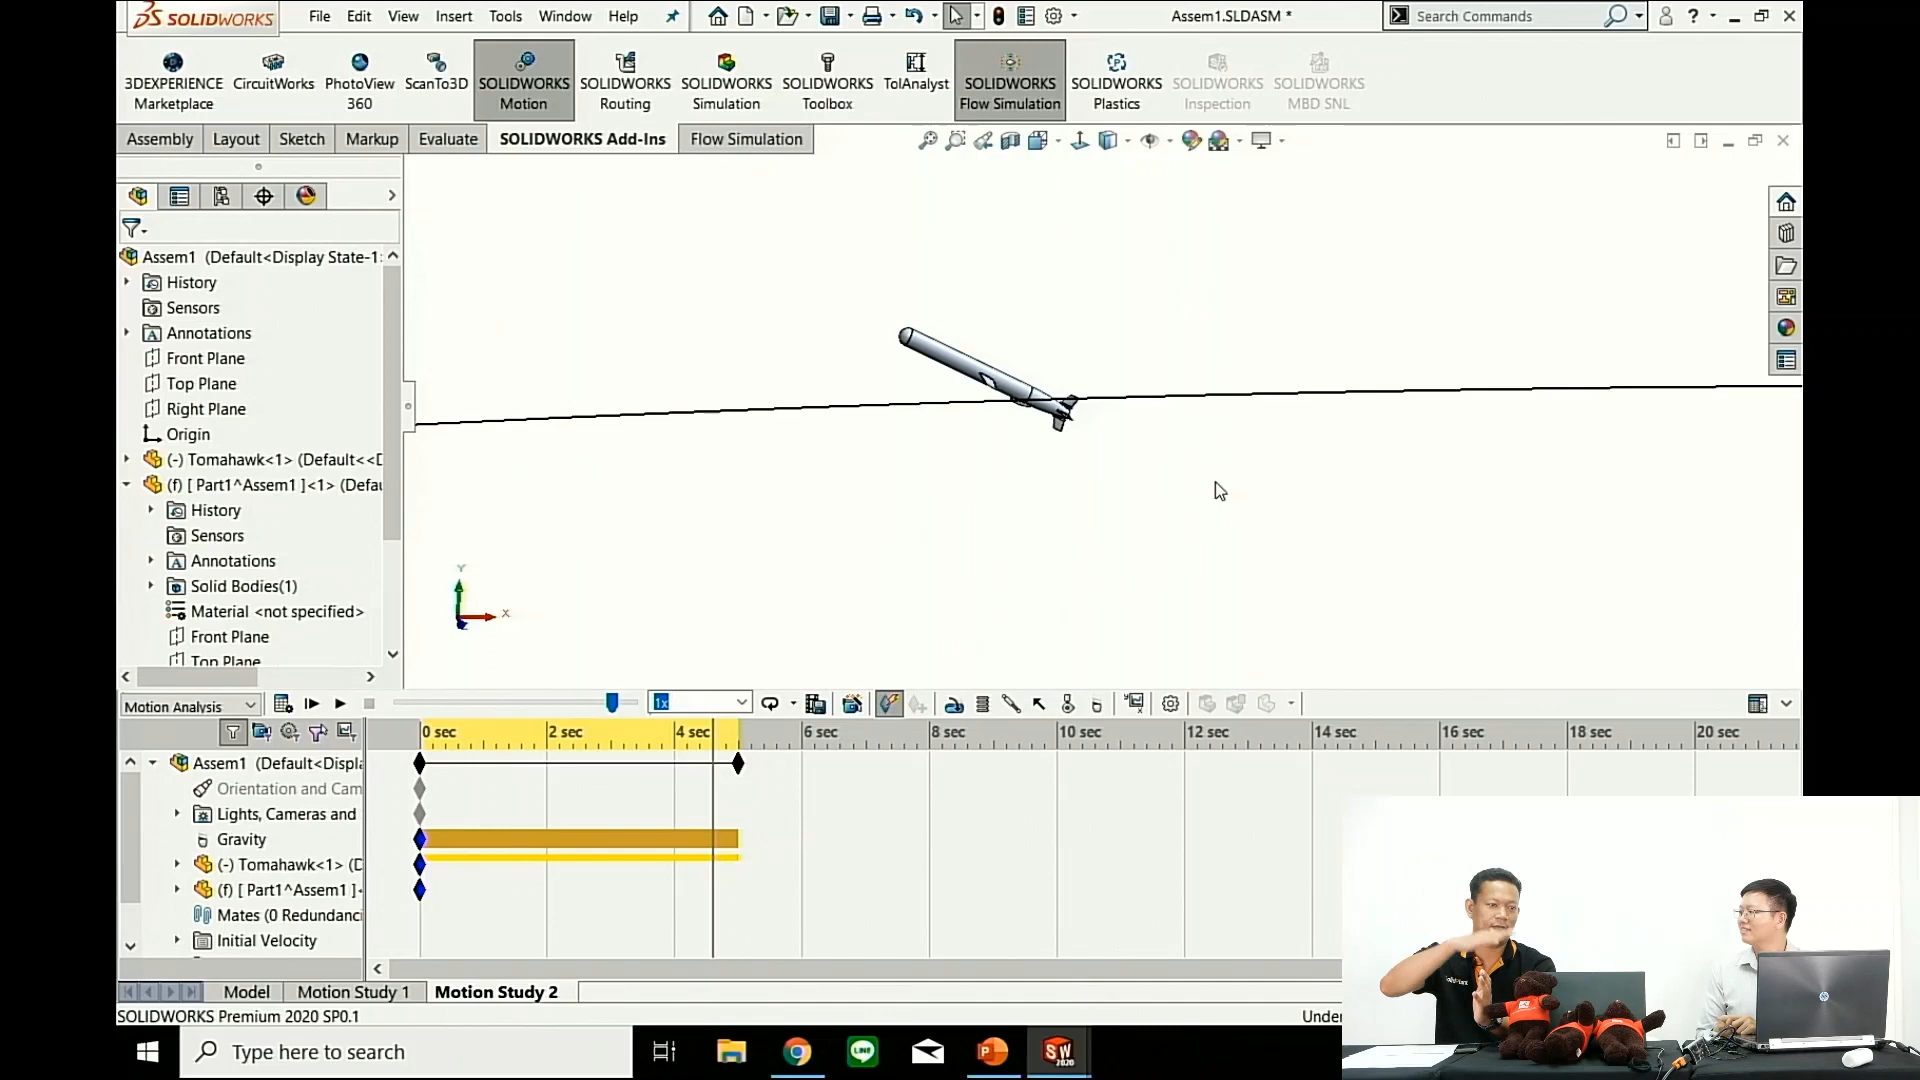 SOLIDWORKS File Edit View Insert Tools Window Help Assem1.SLDASM * Search Commands ?
3DEXPERIENCE Marketplace
CircuitWorks
PhotoView 360
ScanTo3D
SOLIDWORKS Motion
SOLIDWORKS Routing
SOLIDWORKS Simulation
SOLIDWORKS Toolbox
TolAnalyst
SOLIDWORKS Flow Simulation
SOLIDWORKS Plastics
SOLIDWORKS Inspection
SOLIDWORKS MBD SNL
Assembly Layout Sketch Markup Evaluate SOLIDWORKS Add-Ins Flow Simulation
Assem1 (Default<Display State-1
History
Sensors
Annotations
Front Plane
Top Plane
Right Plane
Origin
(-) Tomahawk<1> (Default<<D
(f) [ Part1^Assem1 ]<1> (Defau
History
Sensors
Annotations
Solid Bodies(1)
Material <not specified>
Front Plane
Top Plane
Y
X
Motion Analysis 1x
0 sec 2 sec 4 sec 6 sec 8 sec 10 sec 12 sec 14 sec 16 sec 18 sec 20 sec
Assem1 (Default<Displa
Orientation and Cam
Lights, Cameras and
Gravity
(-) Tomahawk<1> (D
(f) [ Part1^Assem1 ]<
Mates (0 Redundanci
Initial Velocity
Model Motion Study 1 Motion Study 2
SOLIDWORKS Premium 2020 SP0.1 Under
Type here to search LINE P SW 2020